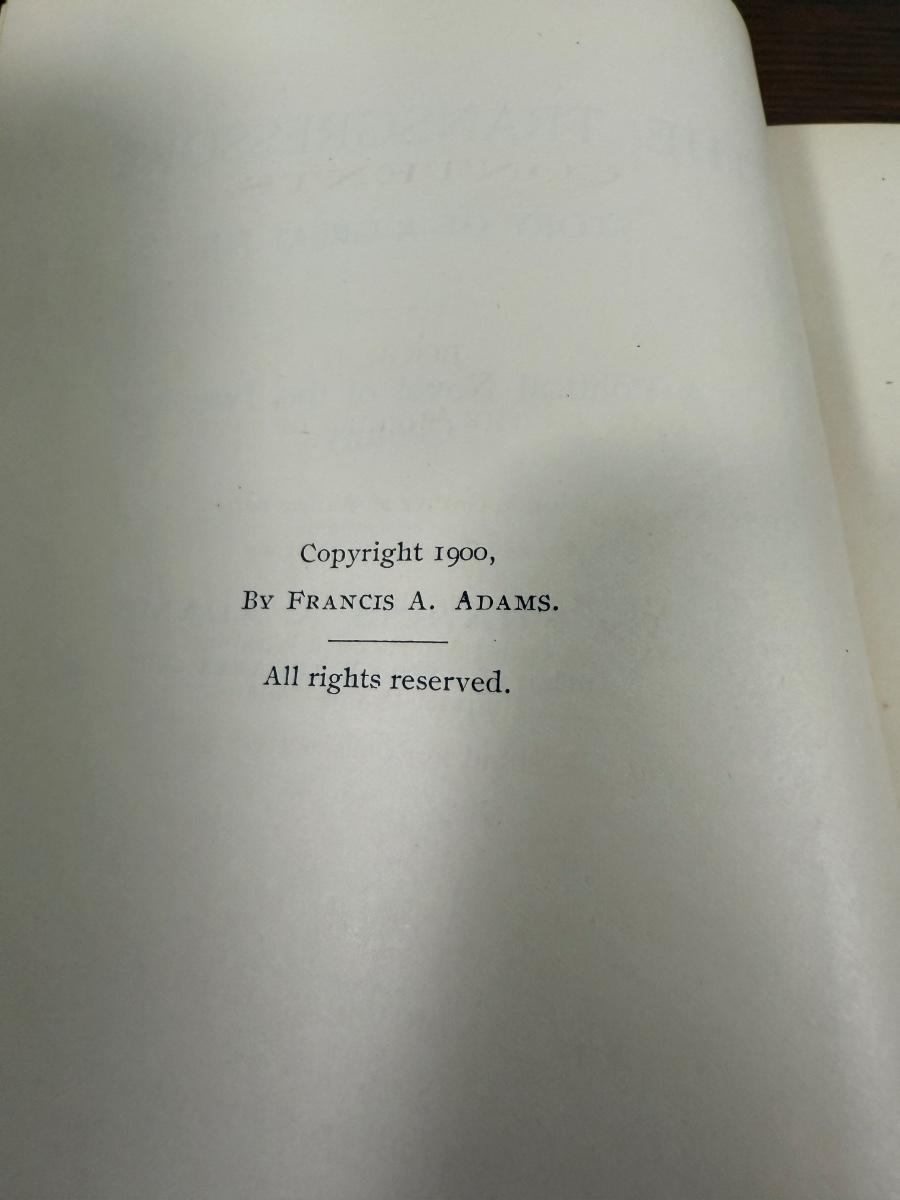 Copyright 1900,
BY FRANCIS A. ADAMS.
All rights reserved.